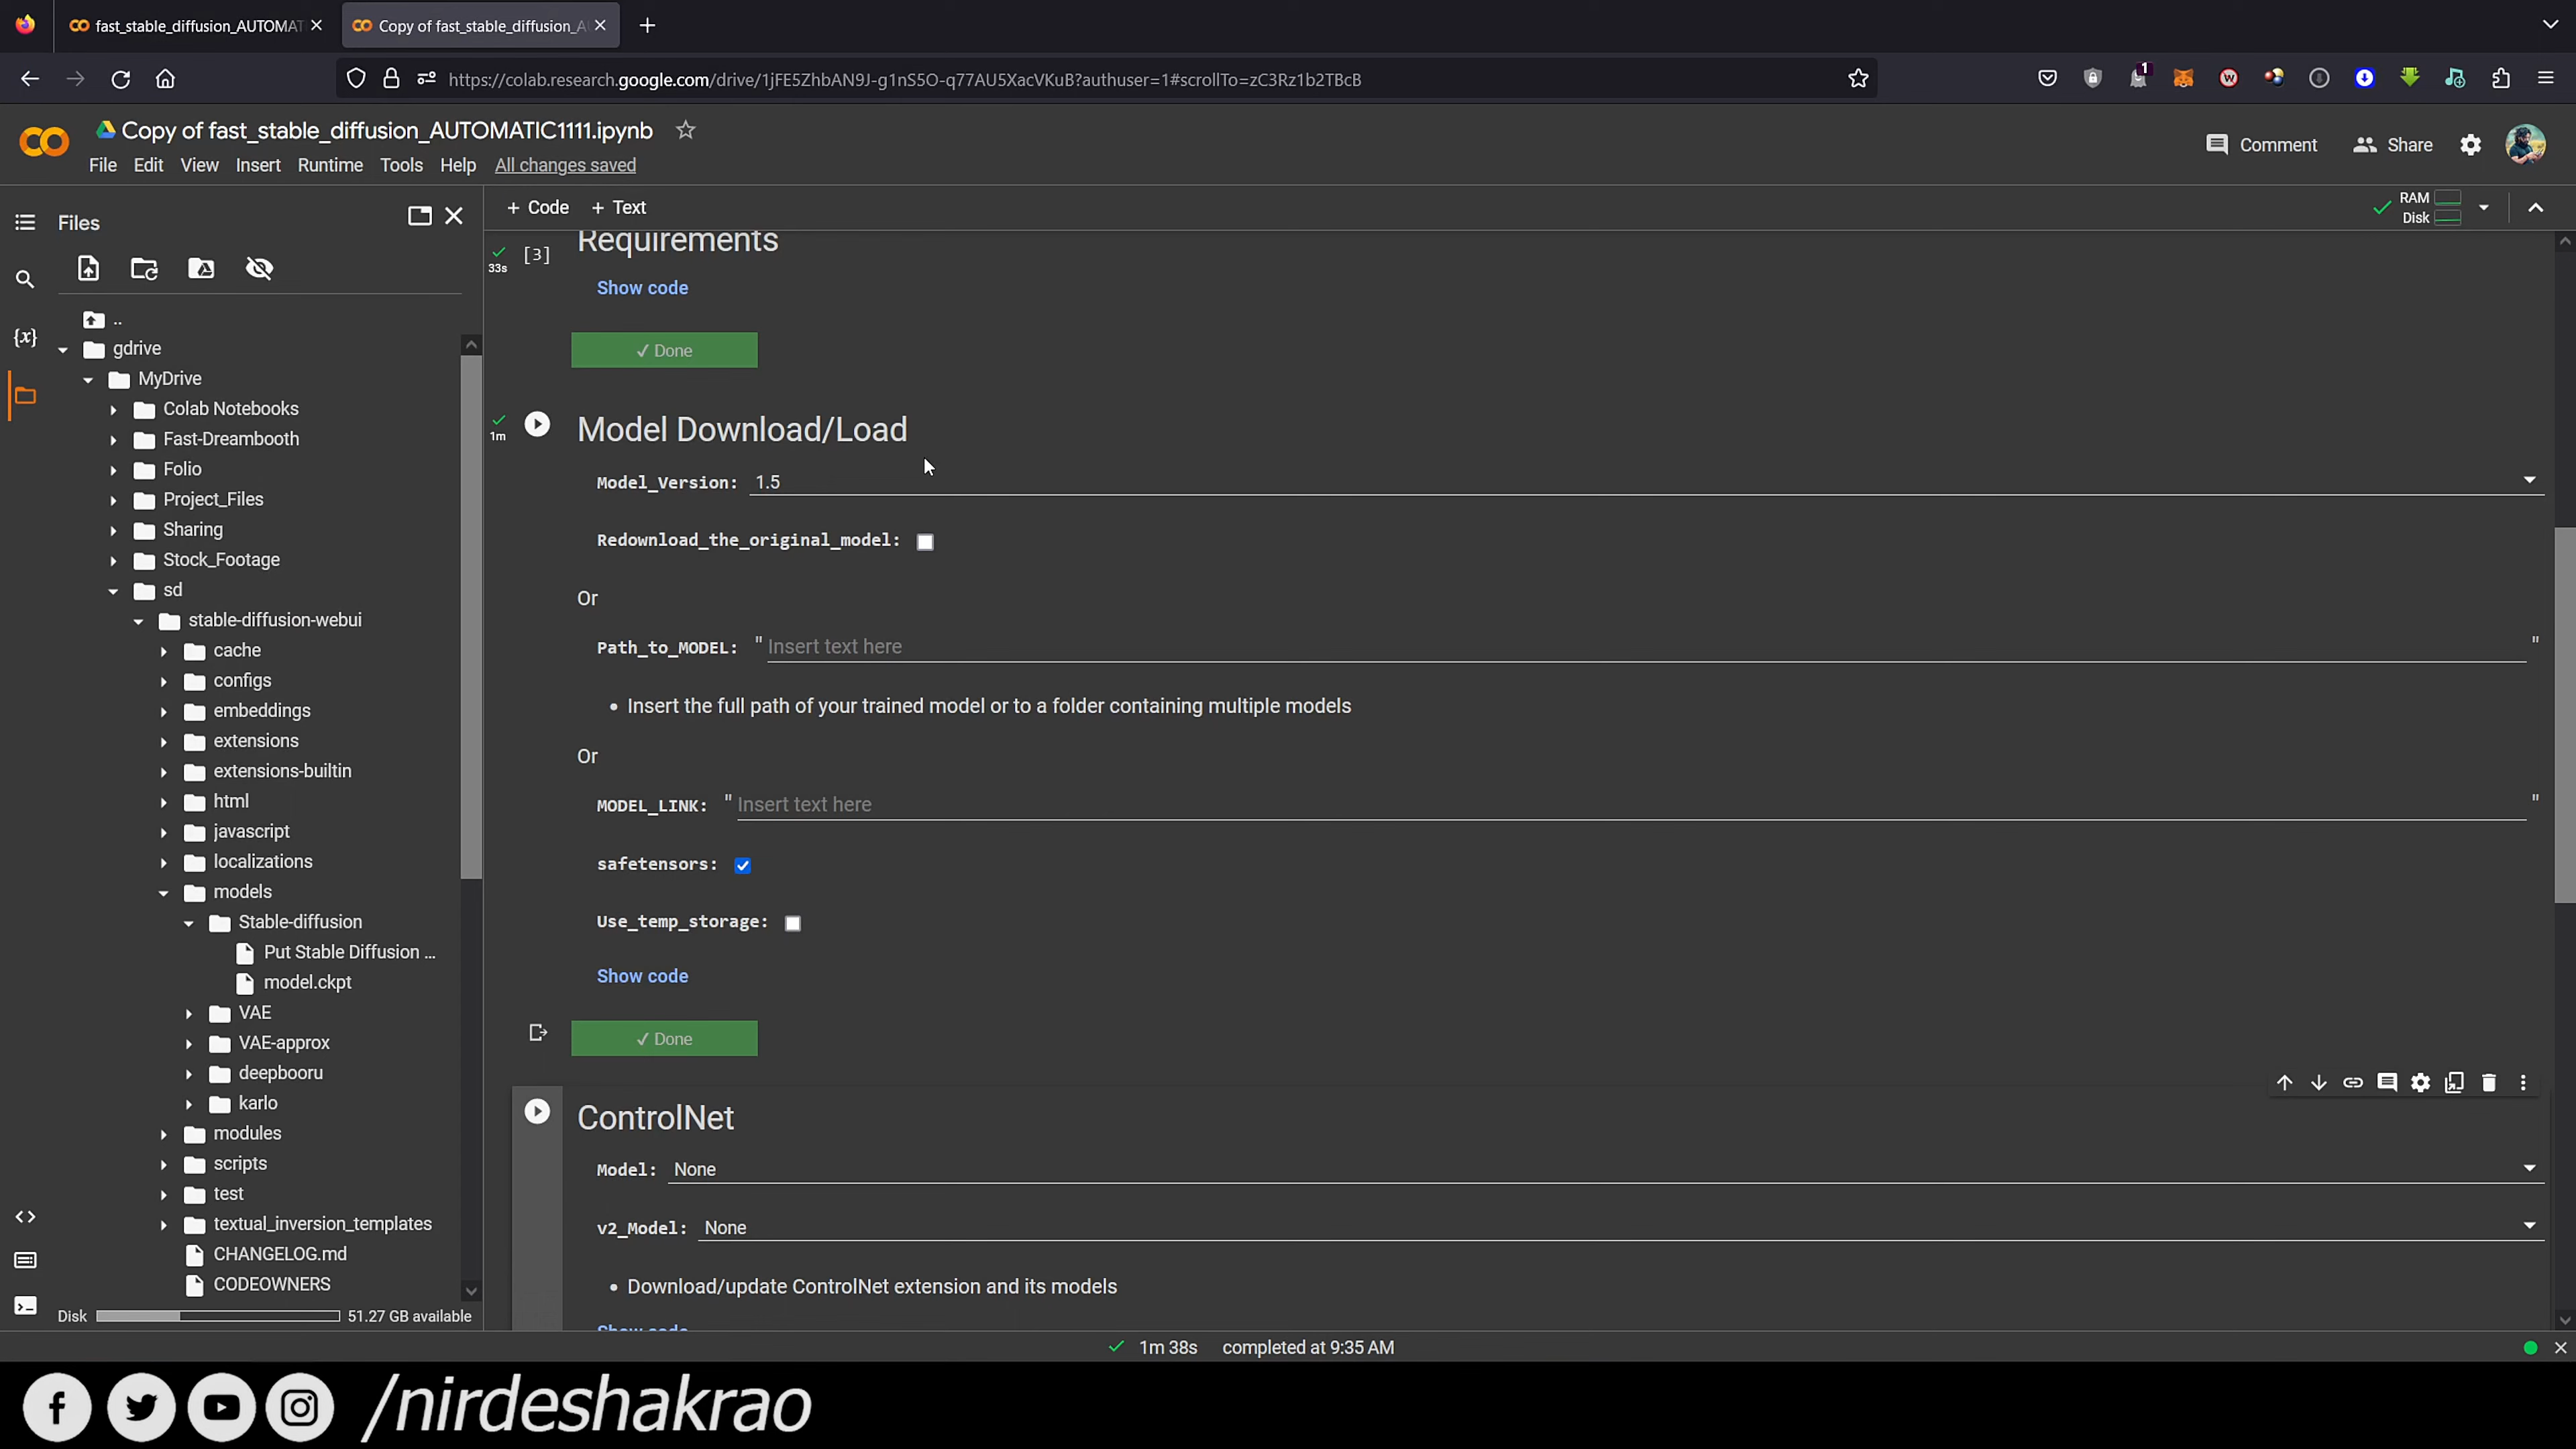 fast_stable_diffusion_AUTOMAT
Copy of fast_stable_diffusion_A
https://colab.research.google.com/drive/1jFE5ZhbAN9J-g1nS5O-q77AU5XacVKuB?authuser=1#scrollTo=zC3Rz1b2TBcB
1
Copy of fast_stable_diffusion_AUTOMATIC1111.ipynb
File Edit View Insert Runtime Tools Help All changes saved
Comment
Share
Files
+ Code + Text
RAM
Disk
..
gdrive
MyDrive
Colab Notebooks
Fast-Dreambooth
Folio
Project_Files
Sharing
Stock_Footage
sd
stable-diffusion-webui
cache
configs
embeddings
extensions
extensions-builtin
html
javascript
localizations
models
Stable-diffusion
Put Stable Diffusion ...
model.ckpt
VAE
VAE-approx
deepbooru
karlo
modules
scripts
test
textual_inversion_templates
CHANGELOG.md
CODEOWNERS
Disk 51.27 GB available
{x}
<>
33s
[3]
Requirements
Show code
✓ Done
1m
Model Download/Load
Model_Version: 1.5
Redownload_the_original_model:
Or
Path_to_MODEL: " Insert text here "
• Insert the full path of your trained model or to a folder containing multiple models
Or
MODEL_LINK: " Insert text here "
safetensors:
Use_temp_storage:
Show code
✓ Done
ControlNet
Model: None
v2_Model: None
• Download/update ControlNet extension and its models
Show code
1m 38s completed at 9:35 AM
/nirdeshakrao